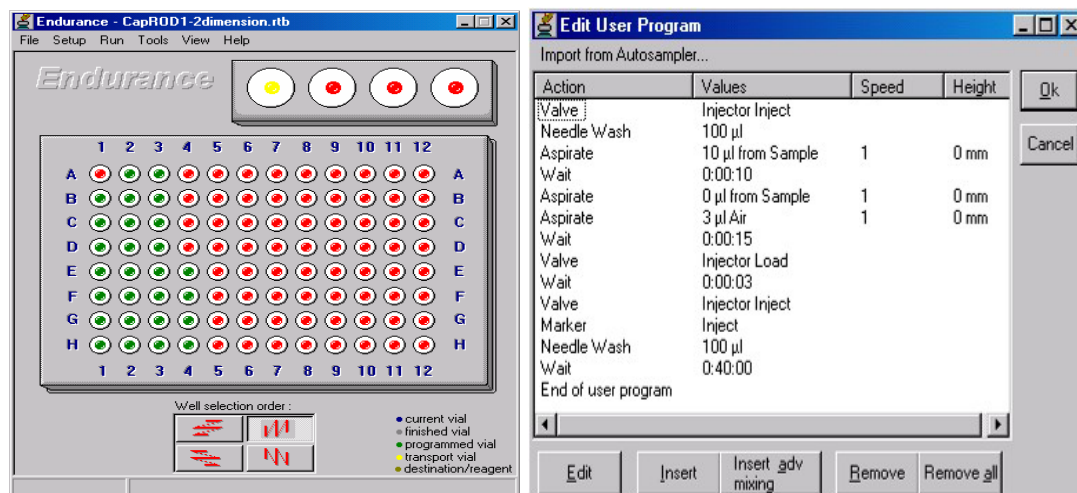 Endurance - CapROD1-2dimension.rtb
File Setup Run Tools View Help
Endurance
1 2 3 4 5 6 7 8 9 10 11 12
A A
B B
C C
D D
E E
F F
G G
H H
1 2 3 4 5 6 7 8 9 10 11 12
Well selection order :
current vial
finished vial
programmed vial
transport vial
destination/reagent
Edit User Program
Import from Autosampler...
Action Values Speed Height
Valve Injector Inject
Needle Wash 100 µl
Aspirate 10 µl from Sample 1 0 mm
Wait 0:00:10
Aspirate 0 µl from Sample 1 0 mm
Aspirate 3 µl Air 1 0 mm
Wait 0:00:15
Valve Injector Load
Wait 0:00:03
Valve Injector Inject
Marker Inject
Needle Wash 100 µl
Wait 0:40:00
End of user program
Ok
Cancel
Edit Insert Insert adv mixing Remove Remove all